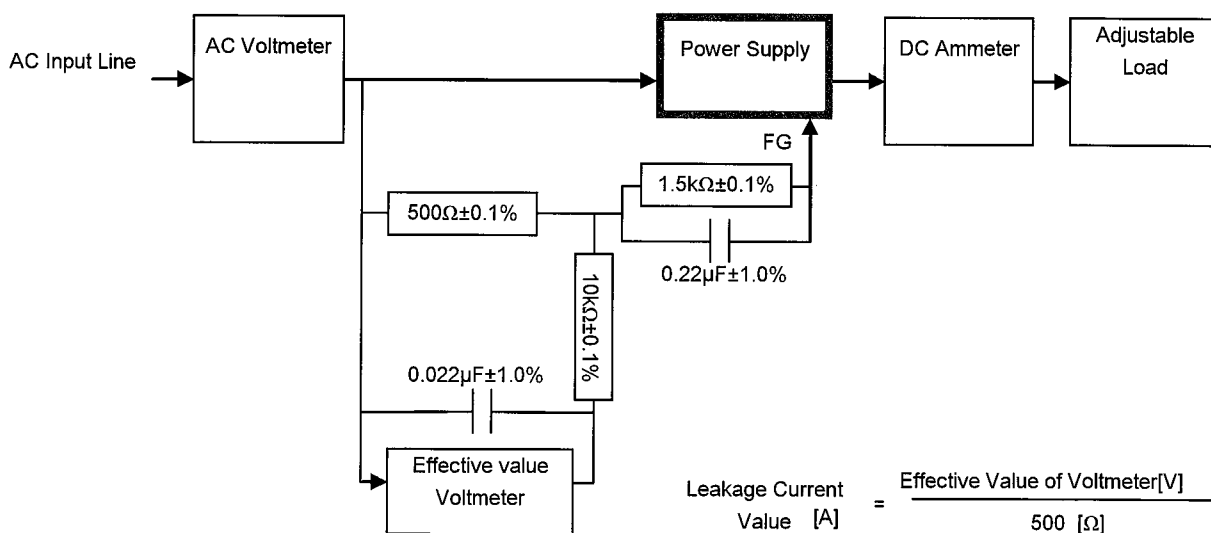 AC Input Line
AC Voltmeter
Power Supply
DC Ammeter
Adjustable
Load
FG
1.5kΩ±0.1%
500Ω±0.1%
0.22µF±1.0%
10kΩ±0.1%
0.022µF±1.0%
Effective value
Voltmeter
Leakage Current
Value [A]
=
Effective Value of Voltmeter[V]
500 [Ω]